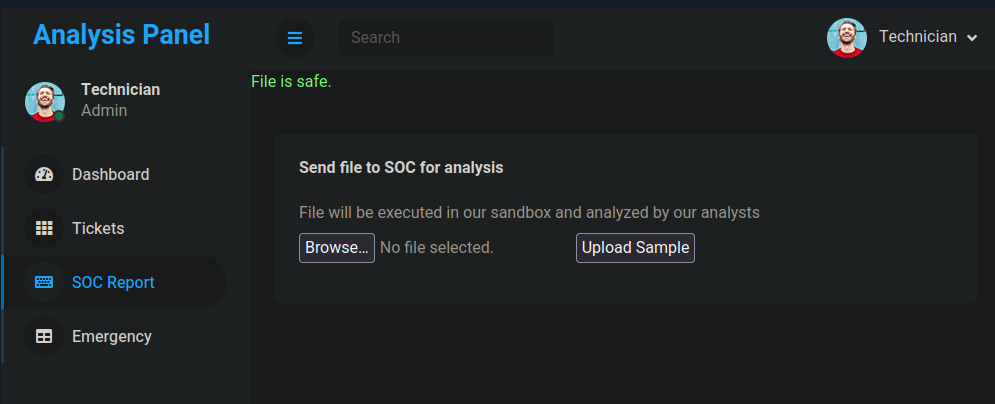 Analysis Panel
Search
Technician
Technician
Admin
Dashboard
Tickets
SOC Report
Emergency
File is safe.
Send file to SOC for analysis
File will be executed in our sandbox and analyzed by our analysts
Browse... No file selected. Upload Sample